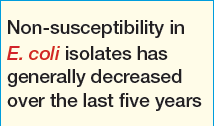 Non-susceptibility in
E. coli isolates has
generally decreased
over the last five years